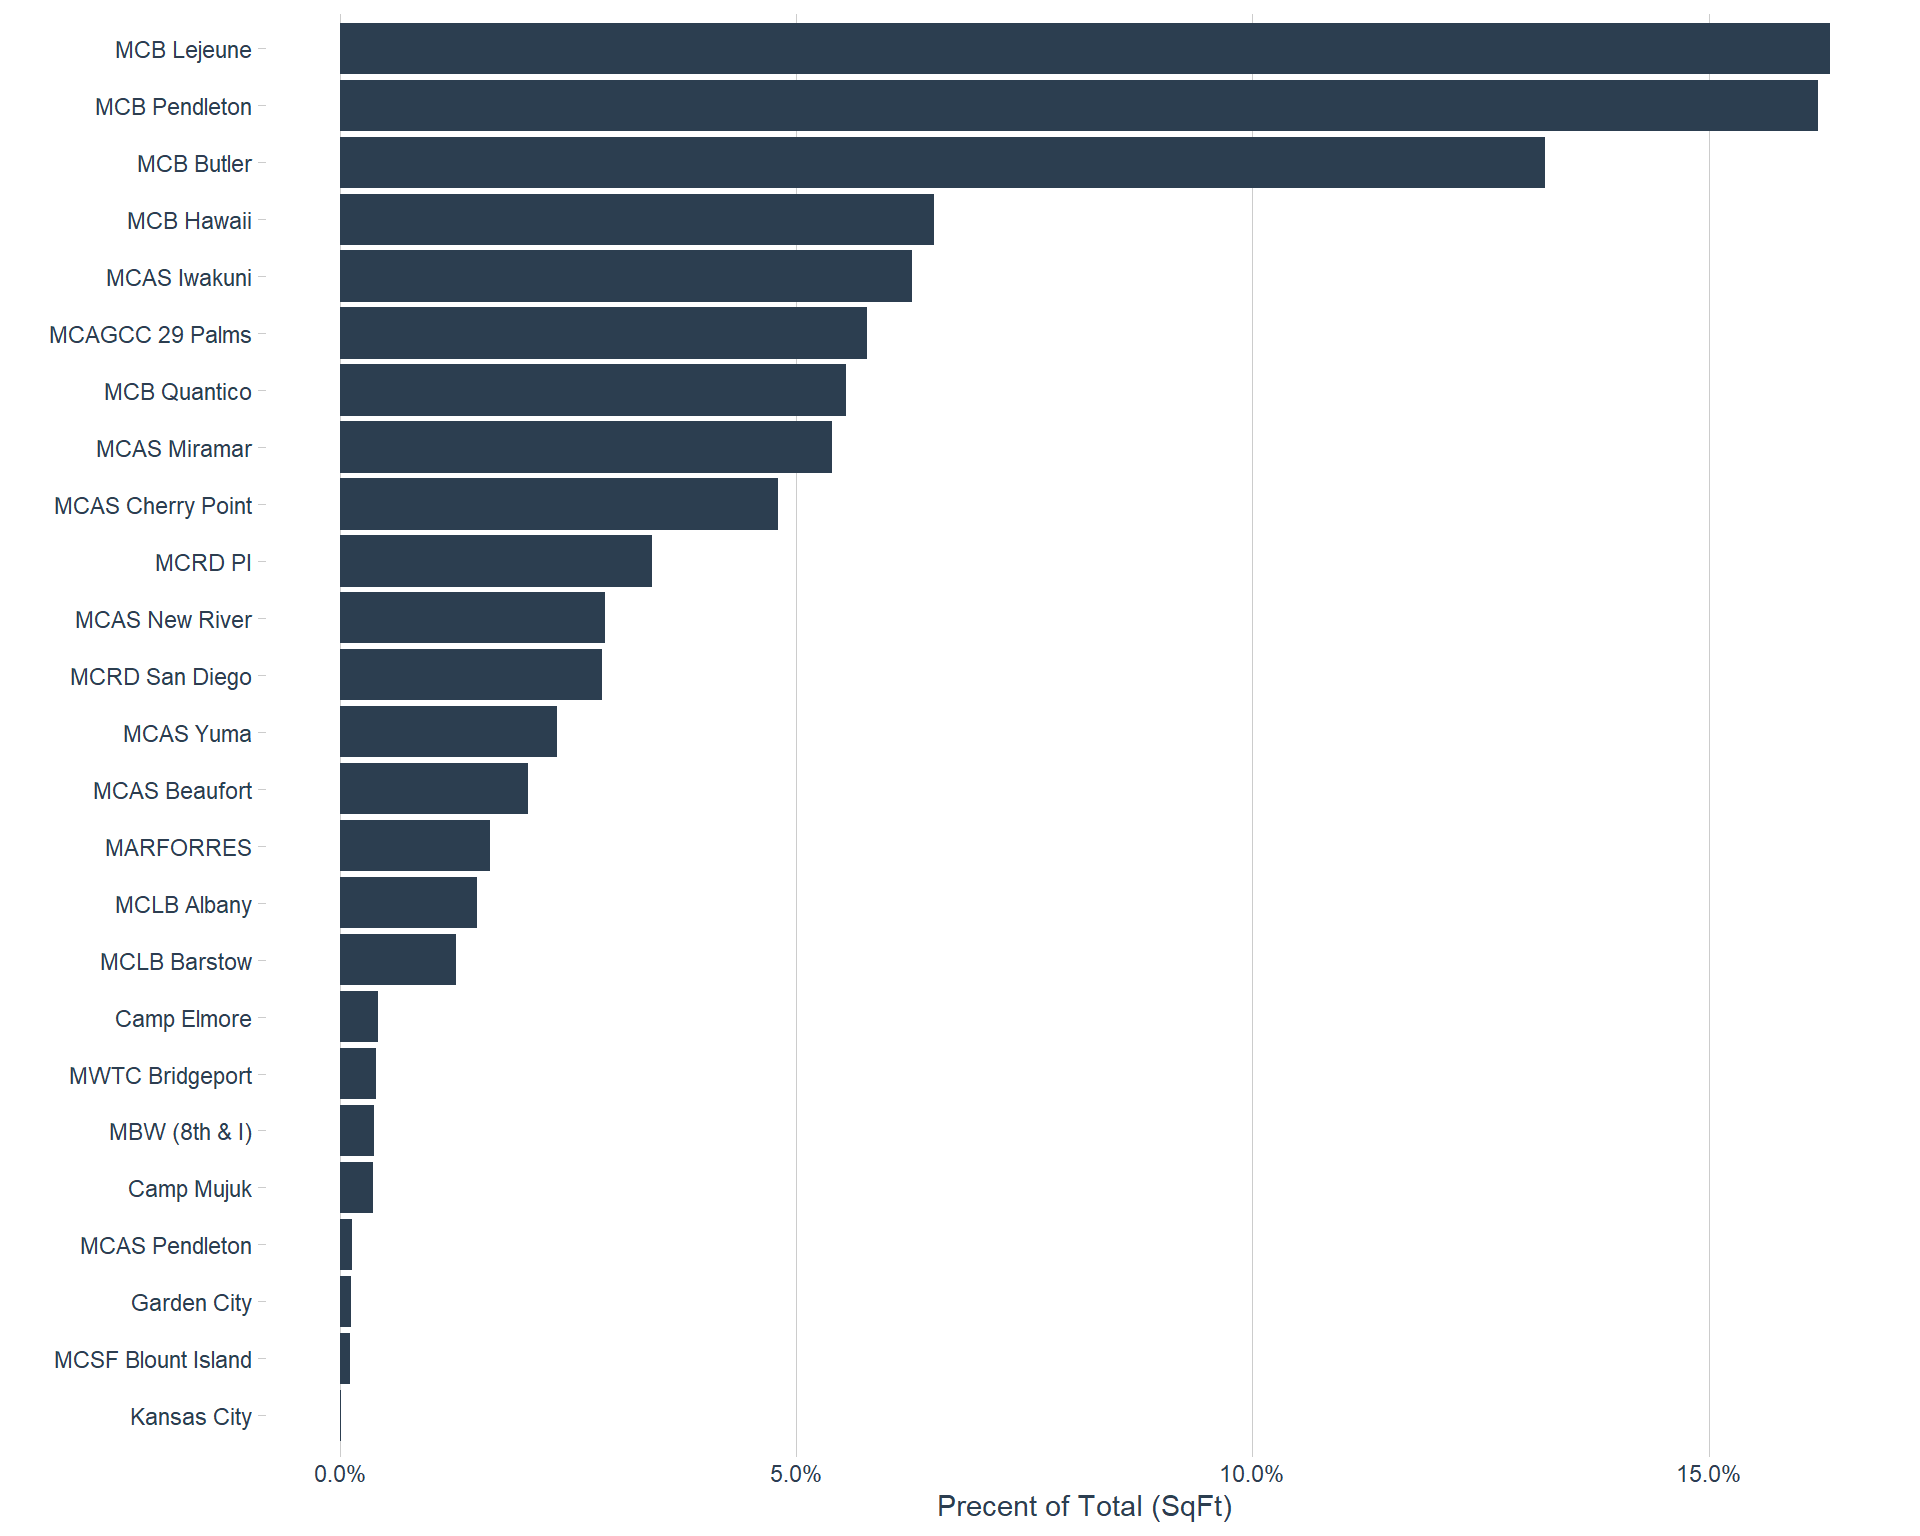 MCB Lejeune
MCB Pendleton
MCB Butler
MCB Hawaii
MCAS Iwakuni
MCAGCC 29 Palms
MCB Quantico
MCAS Miramar
MCAS Cherry Point
MCRD PI
MCAS New River
MCRD San Diego
MCAS Yuma
MCAS Beaufort
MARFORRES
MCLB Albany
MCLB Barstow
Camp Elmore
MWTC Bridgeport
MBW (8th & I)
Camp Mujuk
MCAS Pendleton
Garden City
MCSF Blount Island
Kansas City
0.0% 5.0% 10.0% 15.0%
Precent of Total (SqFt)